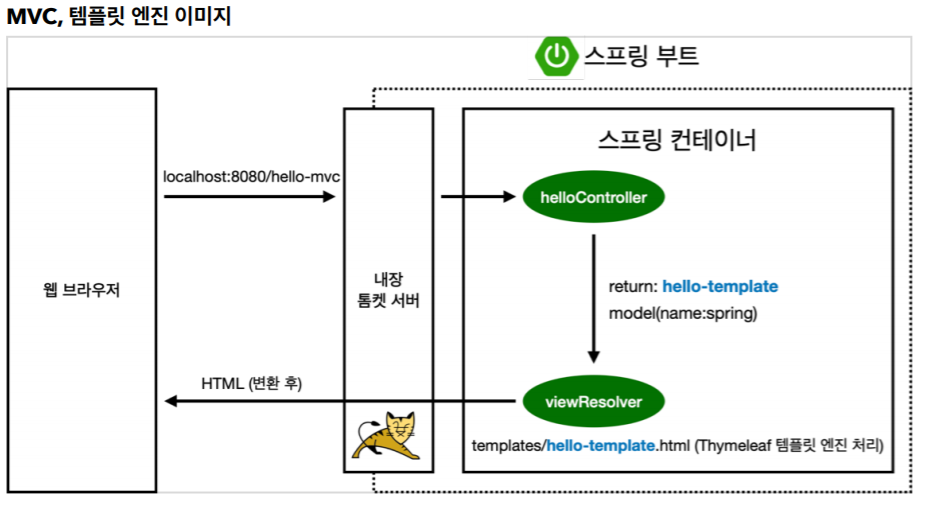 MVC, 템플릿 엔진 이미지
스프링 부트
스프링 컨테이너
localhost:8080/hello-mvc
helloController
웹 브라우저
내장
톰켓 서버
return: hello-template
model(name:spring)
HTML (변환 후)
viewResolver
templates/hello-template.html (Thymeleaf 템플릿 엔진 처리)